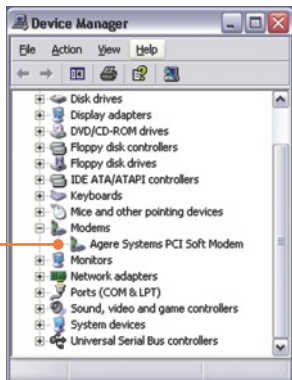 Device Manager
File Action View Help
Disk drives
Display adapters
DVD/CD-ROM drives
Floppy disk controllers
Floppy disk drives
IDE ATA/ATAPI controllers
Keyboards
Mice and other pointing devices
Modems
Agere Systems PCI Soft Modem
Monitors
Network adapters
Ports (COM & LPT)
Sound, video and game controllers
System devices
Universal Serial Bus controllers